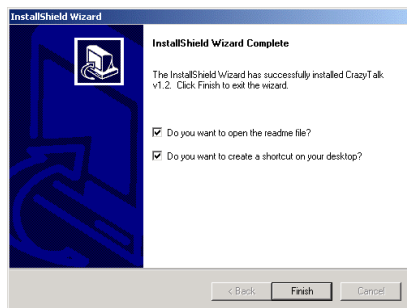 InstallShield Wizard
InstallShield Wizard Complete
The InstallShield Wizard has successfully installed CrazyTalk
v1.2. Click Finish to exit the wizard.
Do you want to open the readme file?
Do you want to create a shortcut on your desktop?
< Back Finish Cancel